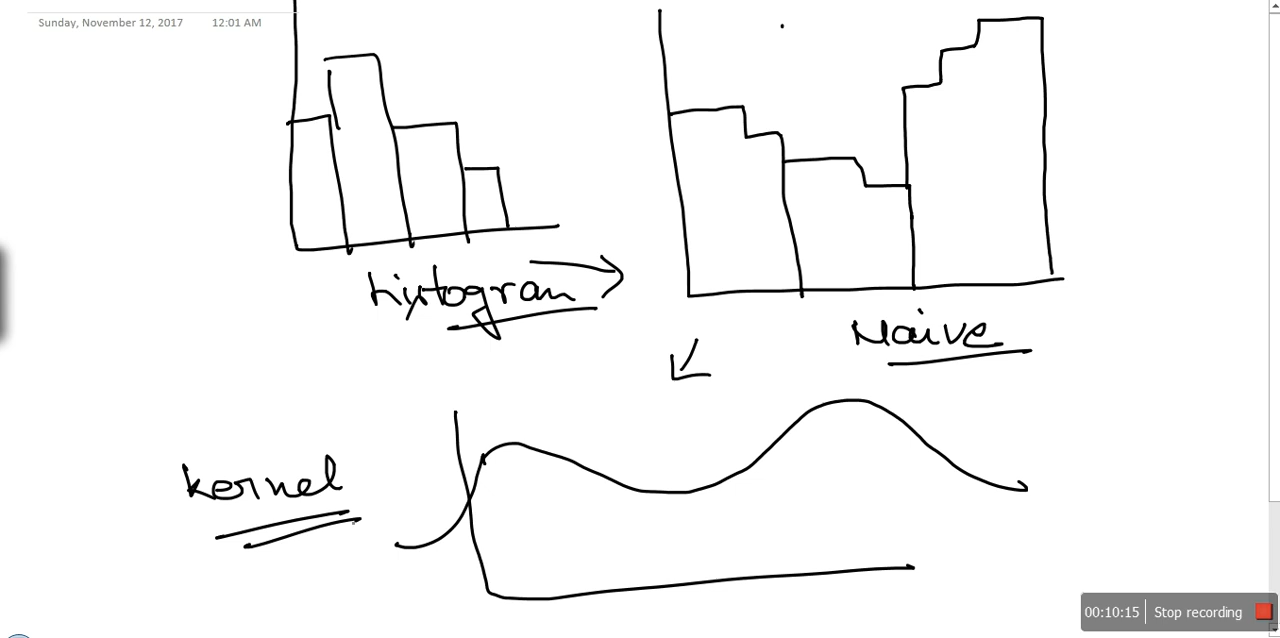 Sunday, November 12, 2017 12:01 AM
histogram
Naive
kernel
00:10:15 Stop recording